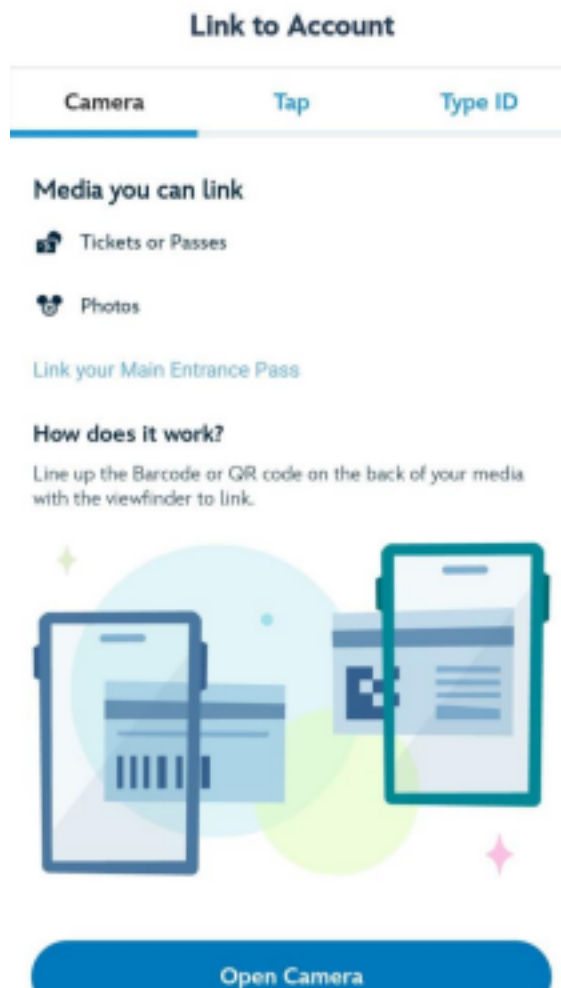 Link to Account
Camera
Tap
Type ID
Media you can link
Tickets or Passes
Photos
Link your Main Entrance Pass
How does it work?
Line up the Barcode or QR code on the back of your media
with the viewfinder to link.
Open Camera